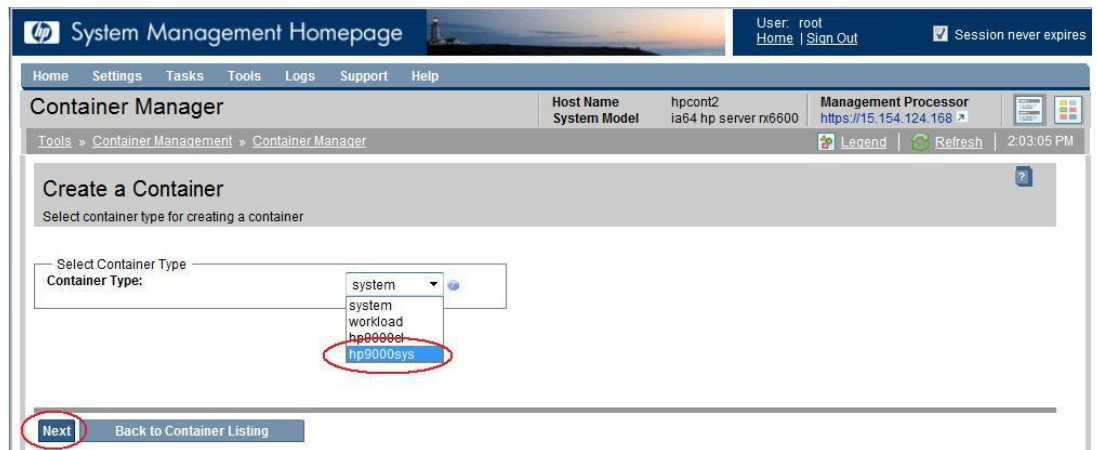 hp System Management Homepage
User: root
Home | Sign Out
Session never expires
Home Settings Tasks Tools Logs Support Help
Container Manager
Host Name hpcont2
System Model ia64 hp server rx6600
Management Processor
https://15.154.124.168
Tools » Container Management » Container Manager
Legend | Refresh | 2:03:05 PM
Create a Container
?
Select container type for creating a container
Select Container Type
Container Type: system
?
system
workload
hp9000cl
hp9000sys
Next Back to Container Listing